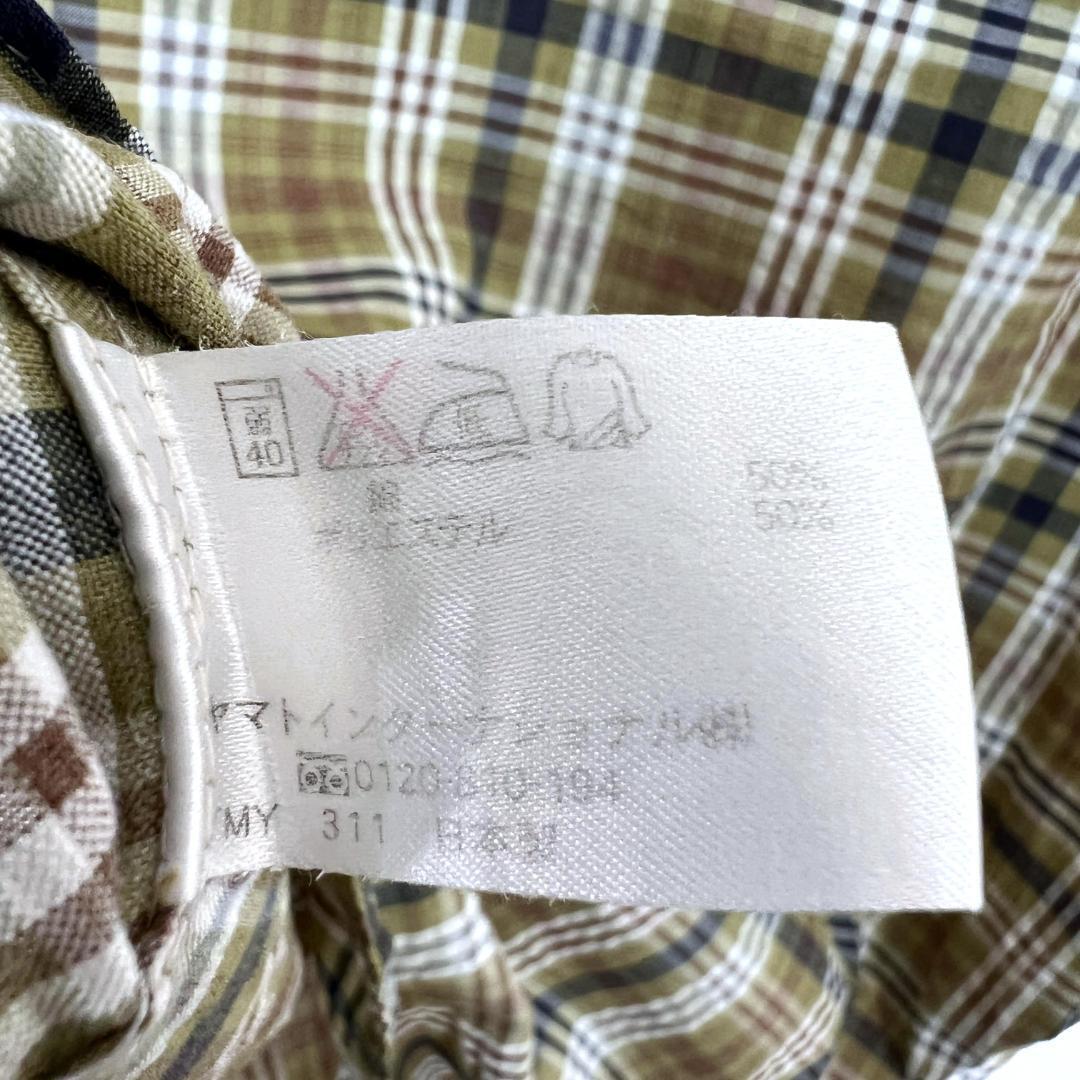 40
綿 50%
ポリエステル 50%
ヤマトインターナショナル㈱
0120-510-194
MY 311 日本製